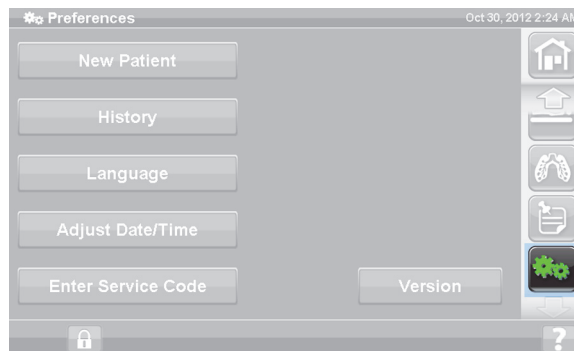 Preferences
Oct 30, 2012 2:24 AM
New Patient
History
Language
Adjust Date/Time
Enter Service Code
Version
?